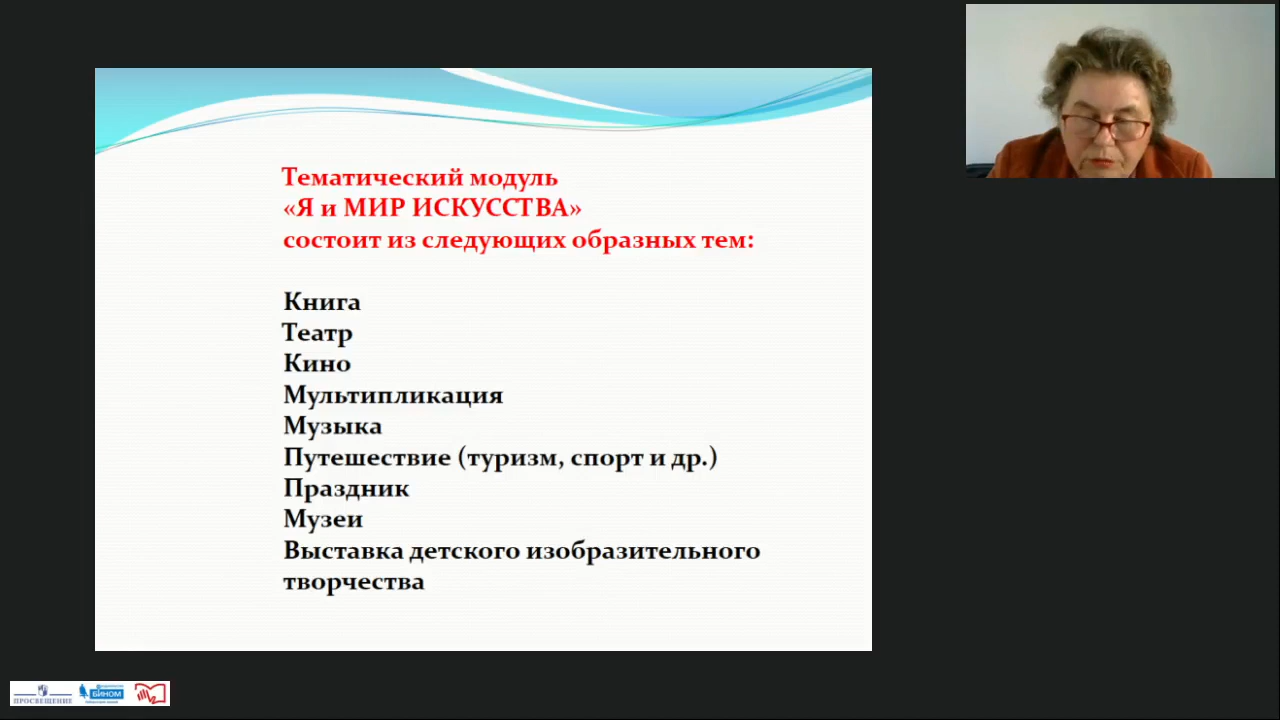 Тематический модуль
«Я и МИР ИСКУССТВА»
состоит из следующих образных тем:
Книга
Театр
Кино
Мультипликация
Музыка
Путешествие (туризм, спорт и др.)
Праздник
Музеи
Выставка детского изобразительного
творчества
ПРОСВЕЩЕНИЕ
БИНОМ